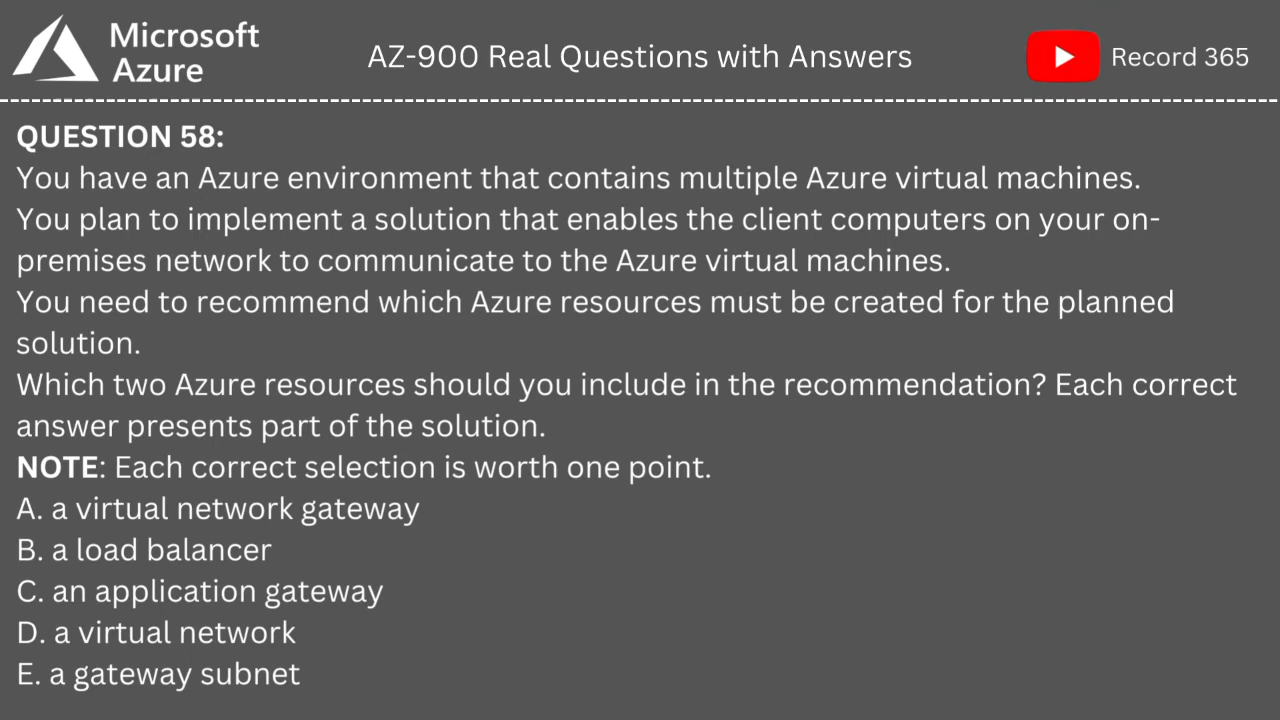 Microsoft
Azure
AZ-900 Real Questions with Answers
Record 365
QUESTION 58:
You have an Azure environment that contains multiple Azure virtual machines.
You plan to implement a solution that enables the client computers on your on-
premises network to communicate to the Azure virtual machines.
You need to recommend which Azure resources must be created for the planned
solution.
Which two Azure resources should you include in the recommendation? Each correct
answer presents part of the solution.
NOTE: Each correct selection is worth one point.
A. a virtual network gateway
B. a load balancer
C. an application gateway
D. a virtual network
E. a gateway subnet